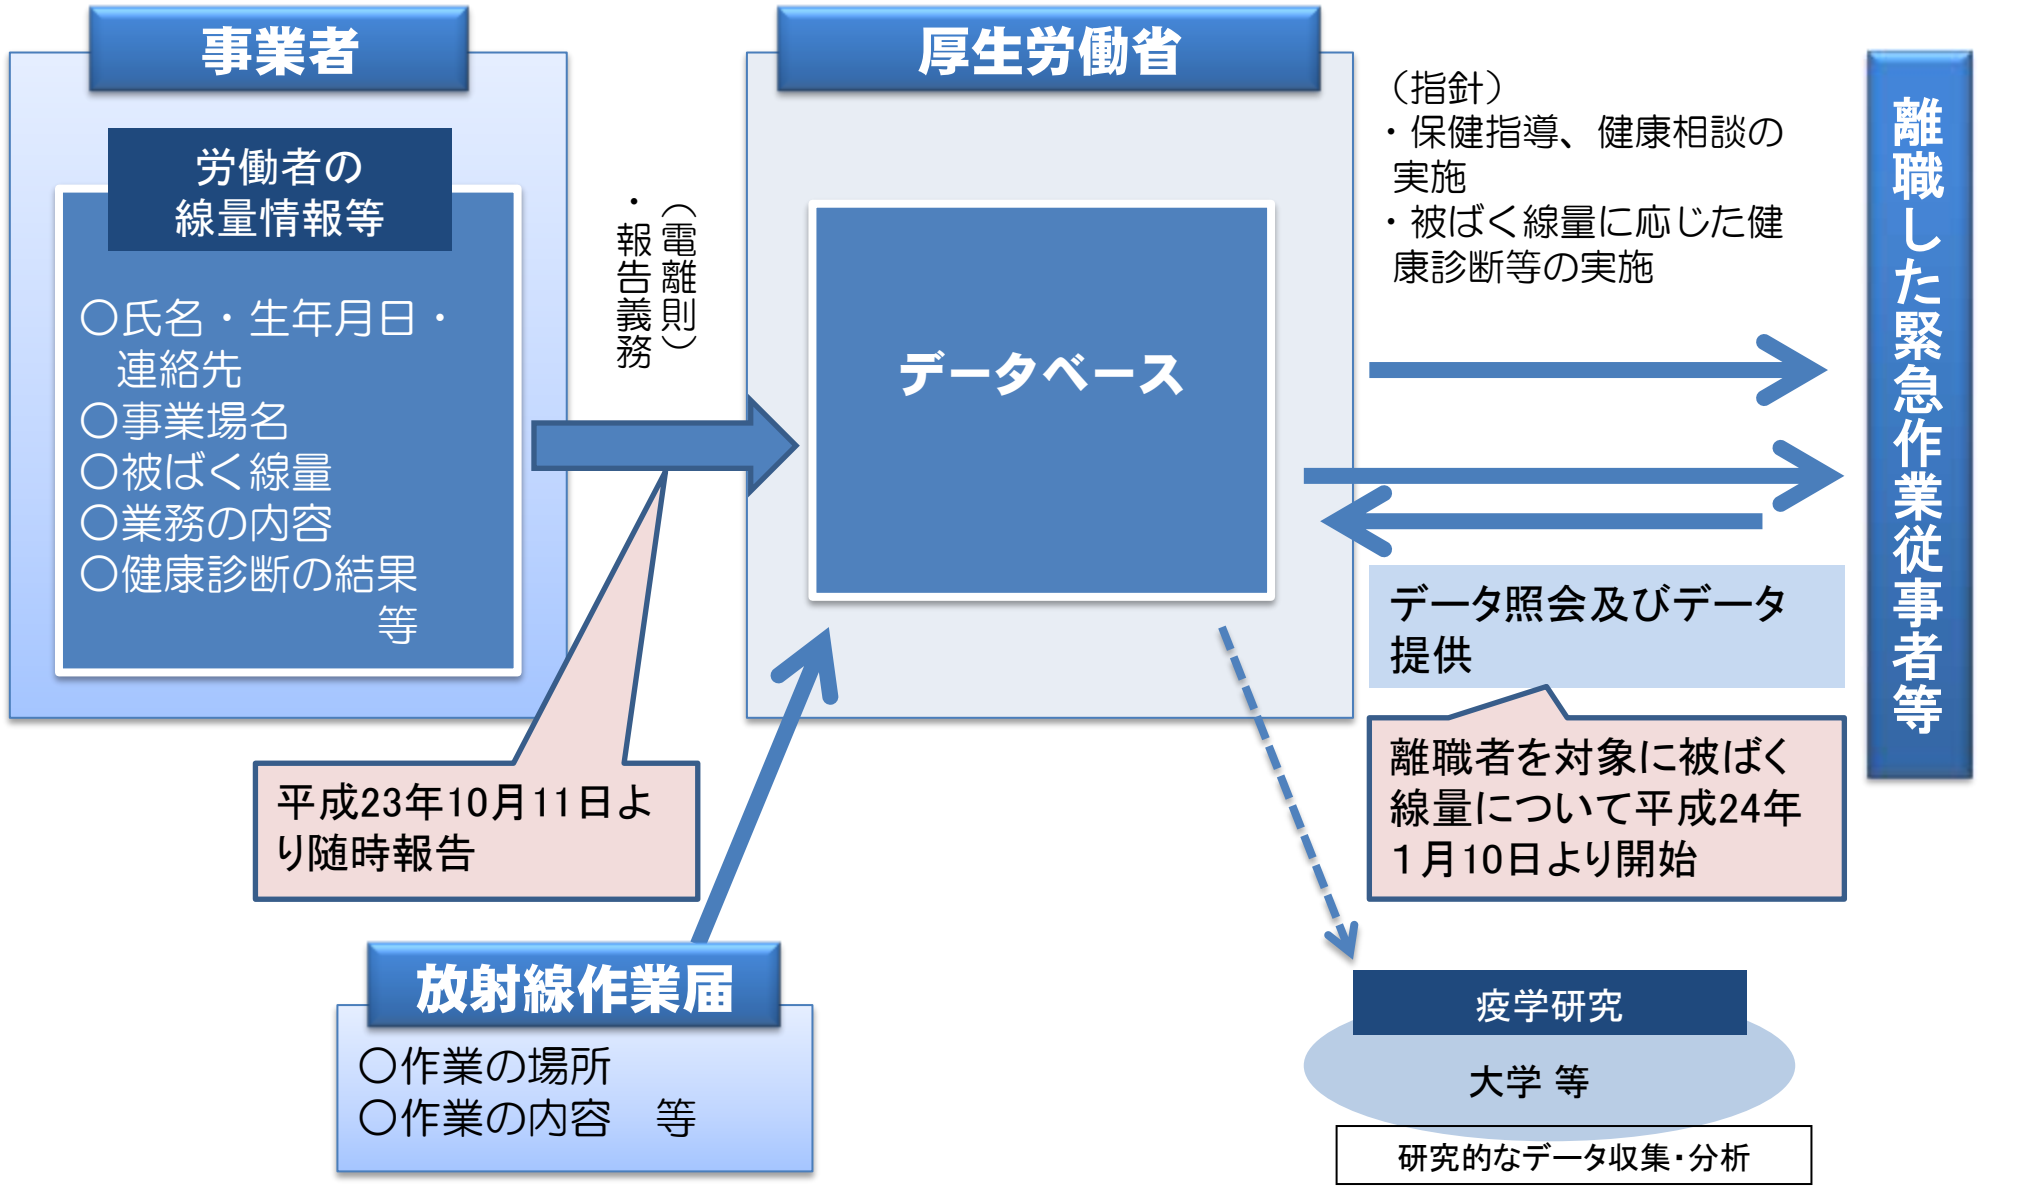 事業者
労働者の
線量情報等
〇氏名・生年月日・
連絡先
〇事業場名
〇被ばく線量
〇業務の内容
〇健康診断の結果
等
（電離則）
・報告義務
平成23年10月11日よ
り随時報告
厚生労働省
データベース
放射線作業届
〇作業の場所
〇作業の内容　等
（指針）
・保健指導、健康相談の
実施
・被ばく線量に応じた健
康診断等の実施
データ照会及びデータ
提供
離職者を対象に被ばく
線量について平成24年
１月10日より開始
離職した緊急作業従事者等
疫学研究
大学 等
研究的なデータ収集・分析